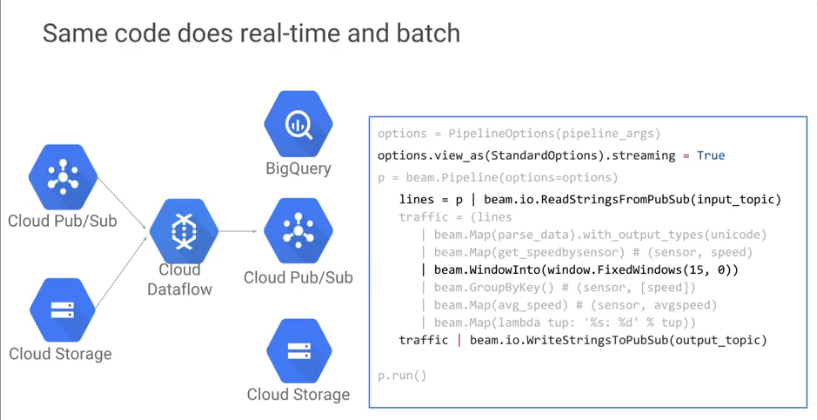 Same code does real-time and batch
Cloud Pub/Sub
Cloud Storage
Cloud
Dataflow
BigQuery
Cloud Pub/Sub
Cloud Storage
options = PipelineOptions(pipeline_args)
options.view_as(StandardOptions).streaming = True
p = beam.Pipeline(options=options)
lines = p | beam.io.ReadStringsFromPubSub(input_topic)
traffic = (lines
| beam.Map(parse_data).with_output_types(unicode)
| beam.Map(get_speedbysensor) # (sensor, speed)
| beam.WindowInto(window.FixedWindows(15, 0))
| beam.GroupByKey() # (sensor, [speed])
| beam.Map(avg_speed) # (sensor, avgspeed)
| beam.Map(lambda tup: '%s: %d' % tup))
traffic | beam.io.WriteStringsToPubSub(output_topic)
p.run()